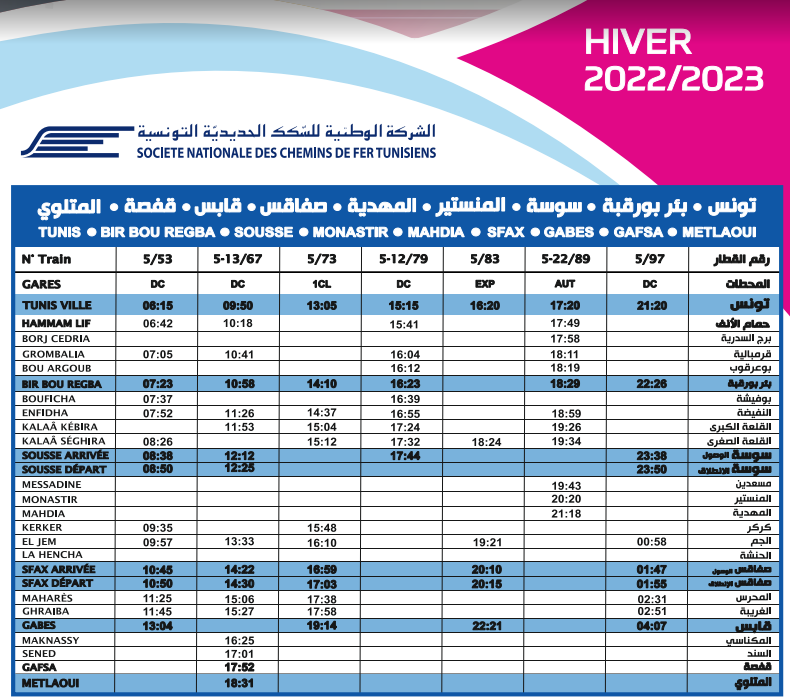 HIVER
2022/2023
الشركة الوطنية للسّكك الحديديّة التونسية
SOCIETE NATIONALE DES CHEMINS DE FER TUNISIENS
تونس • بئر بورقبة • سوسة • المنستير • المهدية • صفاقس • قابس • قفصة • المتلوي
TUNIS ● BIR BOU REGBA ● SOUSSE ● MONASTIR ● MAHDIA ● SFAX ● GABES ● GAFSA ● METLAOUI
N° Train 5/53 5-13/67 5/73 5-12/79 5/83 5-22/89 5/97 رقم القطار
GARES DC DC 1CL DC EXP AUT DC المحطات
TUNIS VILLE 06:15 09:50 13:05 15:15 16:20 17:20 21:20 تونس
HAMMAM LIF 06:42 10:18 15:41 17:49 حمام الأنف
BORJ CEDRIA 17:58 برج السدرية
GROMBALIA 07:05 10:41 16:04 18:11 قرمبالية
BOU ARGOUB 16:12 18:19 بوعرقوب
BIR BOU REGBA 07:23 10:58 14:10 16:23 18:29 22:26 بئر بورقبة
BOUFICHA 07:37 16:39 بوفيشة
ENFIDHA 07:52 11:26 14:37 16:55 18:59 النفيضة
KALAÂ KÉBIRA 11:53 15:04 17:24 19:26 القلعة الكبرى
KALAÂ SÉGHIRA 08:26 15:12 17:32 18:24 19:34 القلعة الصغرى
SOUSSE ARRIVÉE 08:38 12:12 17:44 23:38 سوسة الوصول
SOUSSE DÉPART 08:50 12:25 23:50 سوسة الإنطلاق
MESSADINE 19:43 مسعدين
MONASTIR 20:20 المنستير
MAHDIA 21:18 المهدية
KERKER 09:35 15:48 كركر
EL JEM 09:57 13:33 16:10 19:21 00:58 الجم
LA HENCHA الحنشة
SFAX ARRIVÉE 10:45 14:22 16:59 20:10 01:47 صفاقس الوصول
SFAX DÉPART 10:50 14:30 17:03 20:15 01:55 صفاقس الإنطلاق
MAHARÈS 11:25 15:06 17:38 02:31 المحرس
GHRAIBA 11:45 15:27 17:58 02:51 الغريبة
GABES 13:04 19:14 22:21 04:07 قابس
MAKNASSY 16:25 المكناسي
SENED 17:01 السند
GAFSA 17:52 قفصة
METLAOUI 18:31 المتلوي